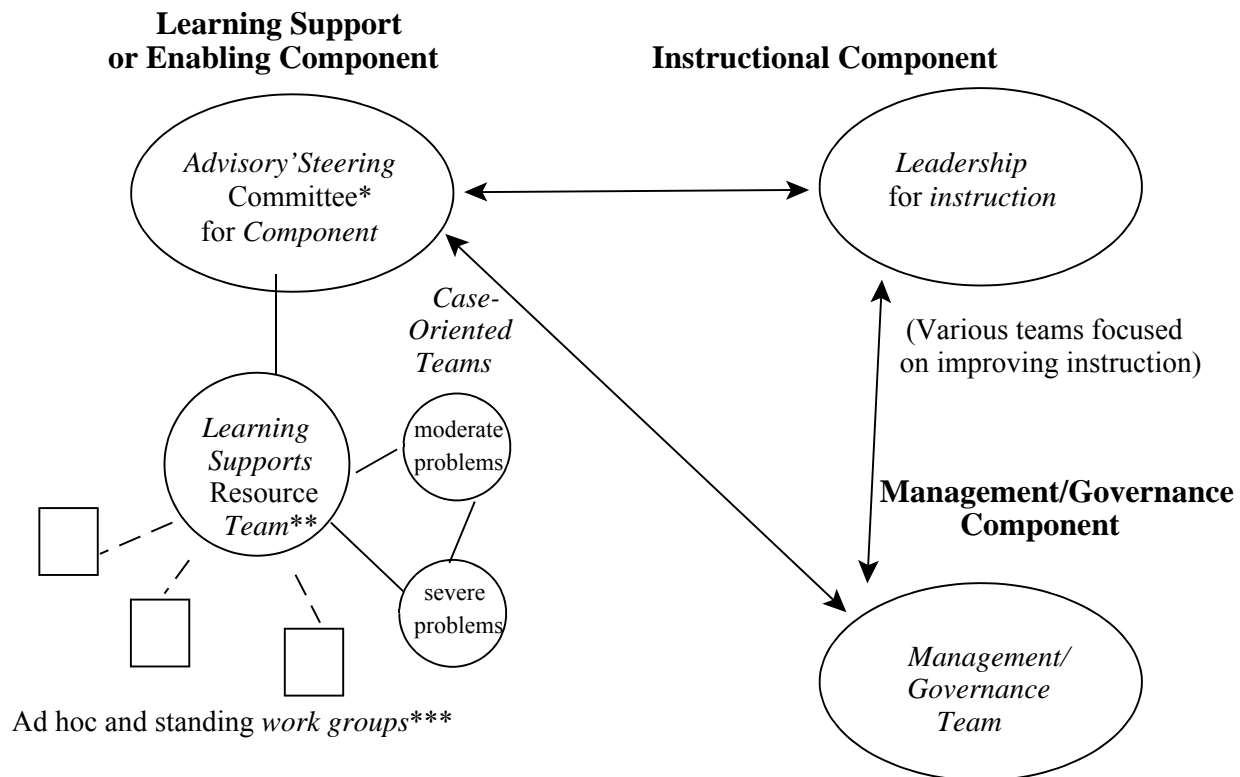 Learning Support
or Enabling Component
Instructional Component
Advisory'Steering
Committee*
for Component
Leadership
for instruction
Case-
Oriented
Teams
(Various teams focused
on improving instruction)
Learning
Supports
Resource
Team**
moderate
problems
Management/Governance
Component
severe
problems
Management/
Governance
Team
Ad hoc and standing work groups***